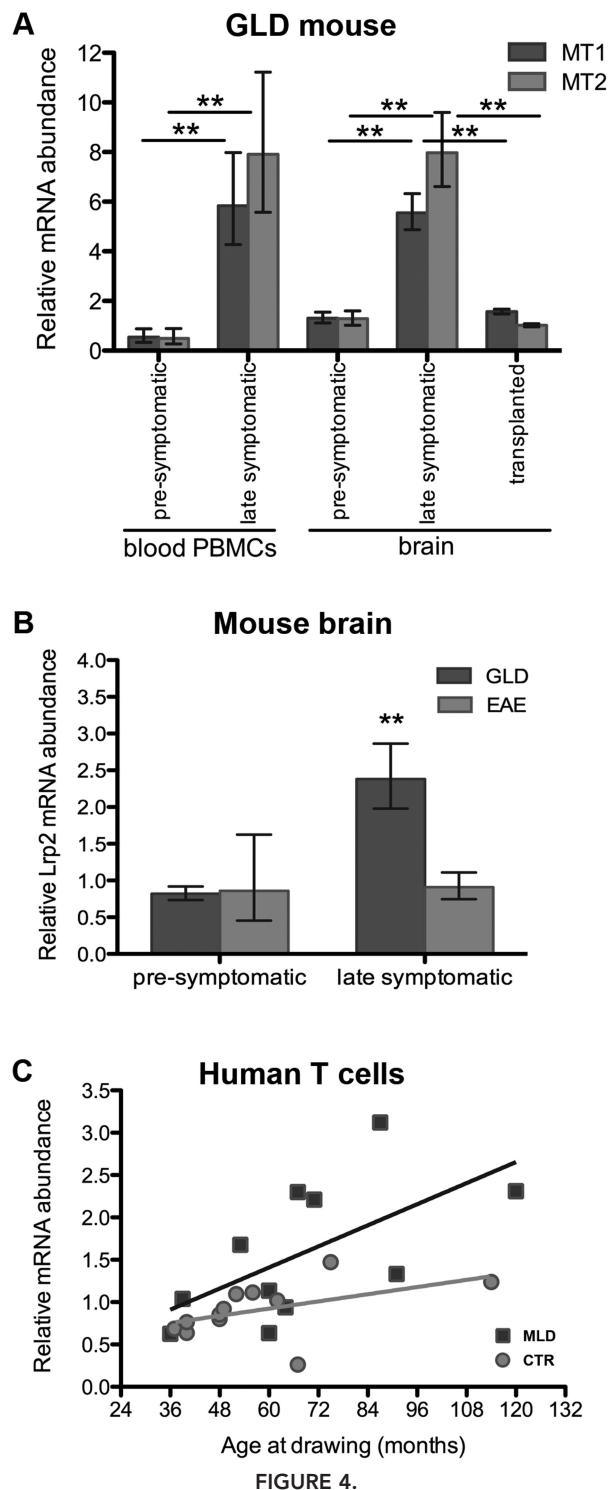 A
GLD mouse
MT1
MT2
Relative mRNA abundance
12
10
8
6
4
2
0
** ** ** ** ** **
pre-symptomatic
late symptomatic
pre-symptomatic
late symptomatic
transplanted
blood PBMCs
brain
B
Mouse brain
GLD
EAE
Relative Lrp2 mRNA abundance
4.0
3.5
3.0
2.5
2.0
1.5
1.0
0.5
0.0
**
pre-symptomatic
late symptomatic
C
Human T cells
Relative mRNA abundance
3.5
3.0
2.5
2.0
1.5
1.0
0.5
0.0
MLD
CTR
24 36 48 60 72 84 96 108 120 132
Age at drawing (months)
FIGURE 4.